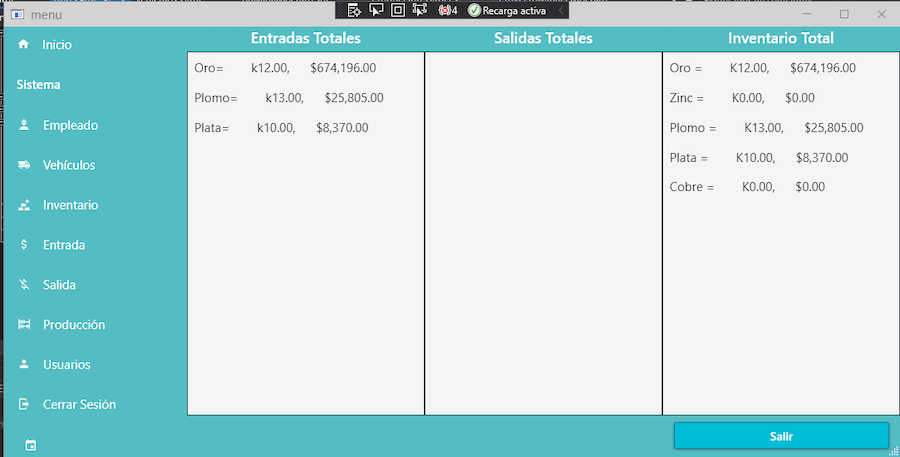 menu
4
Recarga activa
Inicio
Sistema
Empleado
Vehículos
Inventario
Entrada
Salida
Producción
Usuarios
Cerrar Sesión
Entradas Totales
Oro= k12.00, $674,196.00
Plomo= k13.00, $25,805.00
Plata= k10.00, $8,370.00
Salidas Totales
Inventario Total
Oro = K12.00, $674,196.00
Zinc = K0.00, $0.00
Plomo = K13.00, $25,805.00
Plata = K10.00, $8,370.00
Cobre = K0.00, $0.00
Salir